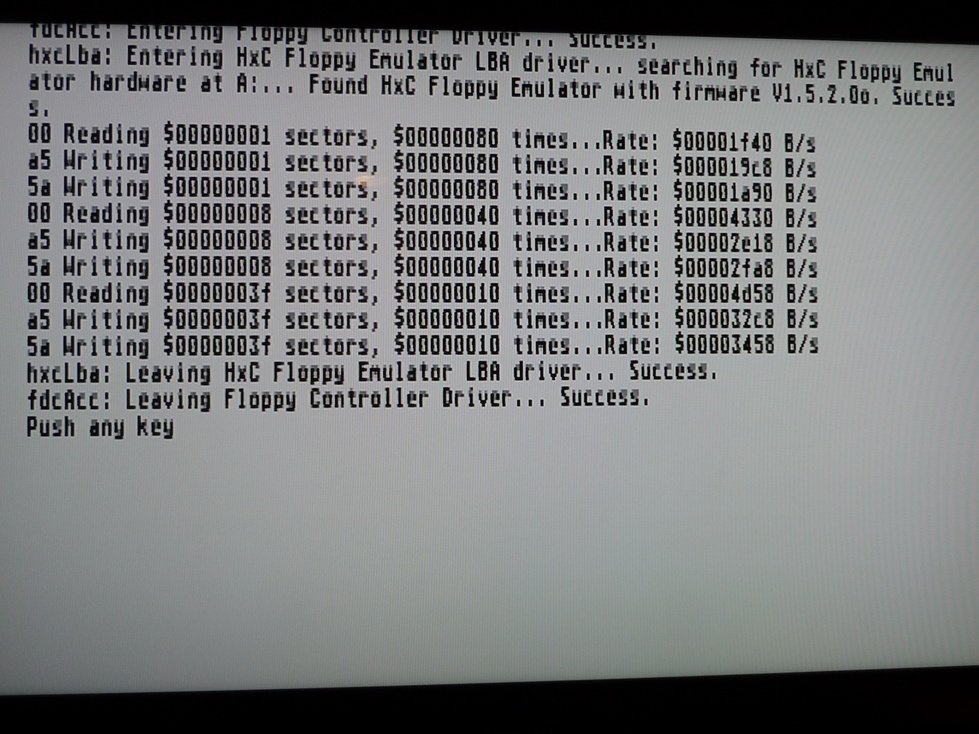 fdcAcc: Entering Floppy Controller Driver... Success.
hxcLba: Entering HxC Floppy Emulator LBA driver... searching for HxC Floppy Emul
ator hardware at A:... Found HxC Floppy Emulator with firmware V1.5.2.0o. Succes
s.
00 Reading $00000001 sectors, $00000080 times...Rate: $00001f40 B/s
a5 Writing $00000001 sectors, $00000080 times...Rate: $000019c8 B/s
5a Writing $00000001 sectors, $00000080 times...Rate: $00001a90 B/s
00 Reading $00000008 sectors, $00000040 times...Rate: $00004330 B/s
a5 Writing $00000008 sectors, $00000040 times...Rate: $00002e18 B/s
5a Writing $00000008 sectors, $00000040 times...Rate: $00002fa8 B/s
00 Reading $0000003f sectors, $00000010 times...Rate: $00004d58 B/s
a5 Writing $0000003f sectors, $00000010 times...Rate: $000032c8 B/s
5a Writing $0000003f sectors, $00000010 times...Rate: $00003458 B/s
hxcLba: Leaving HxC Floppy Emulator LBA driver... Success.
fdcAcc: Leaving Floppy Controller Driver... Success.
Push any key